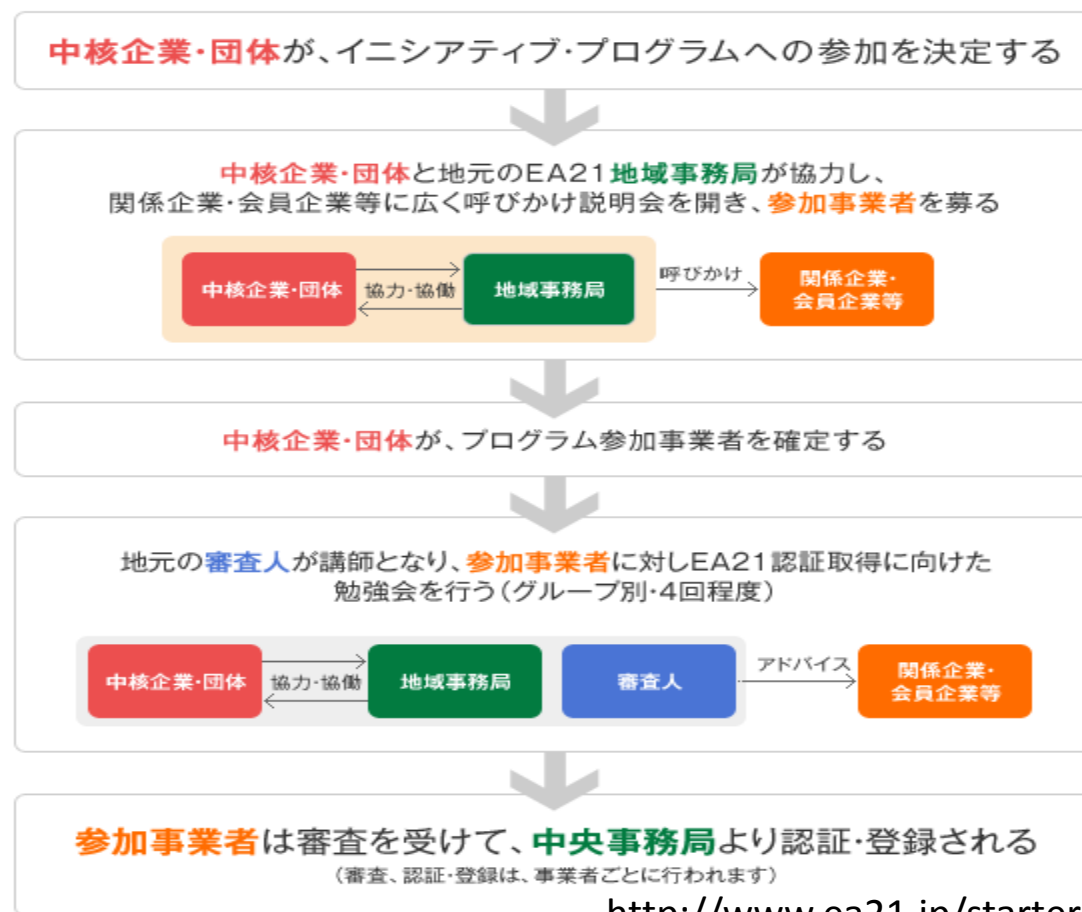 中核企業・団体が、イニシアティブ・プログラムへの参加を決定する
中核企業・団体と地元のEA21地域事務局が協力し、
関係企業・会員企業等に広く呼びかけ説明会を開き、参加事業者を募る
中核企業・団体
協力・協働
地域事務局
呼びかけ
関係企業・
会員企業等
中核企業・団体が、プログラム参加事業者を確定する
地元の審査人が講師となり、参加事業者に対しEA21認証取得に向けた
勉強会を行う（グループ別・4回程度）
中核企業・団体
協力・協働
地域事務局
審査人
アドバイス
関係企業・
会員企業等
参加事業者は審査を受けて、中央事務局より認証・登録される
（審査、認証・登録は、事業者ごとに行われます）
http://www.ea21.jp/starter